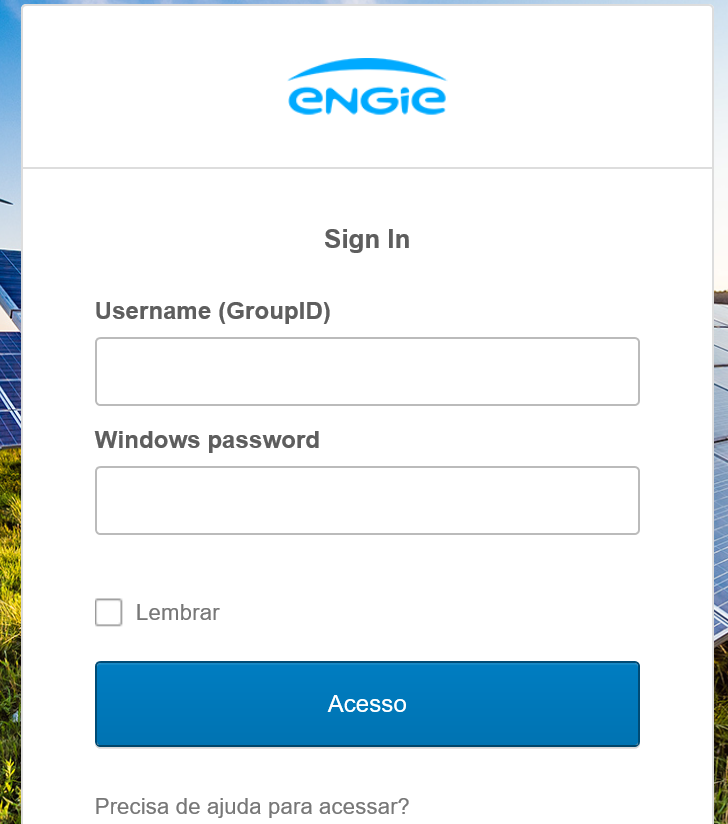 eNGie
Sign In
Username (GroupID)
Windows password
Lembrar
Acesso
Precisa de ajuda para acessar?